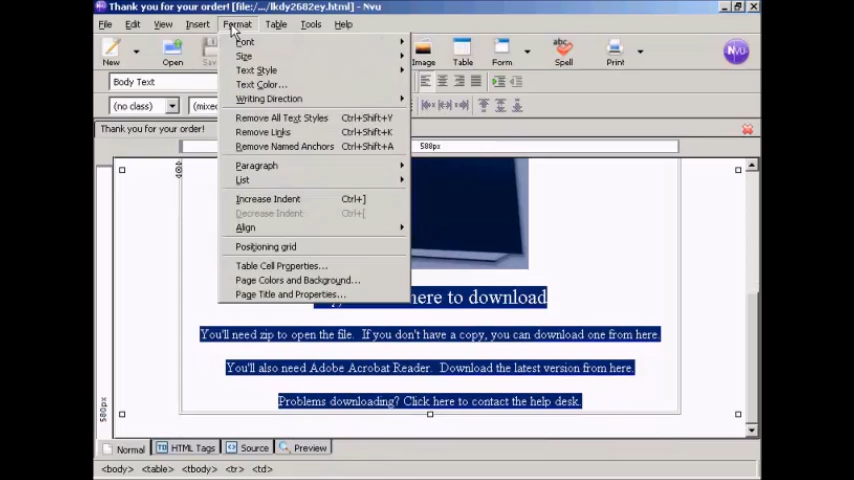 Thank you for your order! [file:/.../lkdy2682ey.html] - Nvu
File Edit View Insert Format Table Tools Help
New Open Image Table Form Spell Print NVU
Body Text
(no class)
Thank you for your order!
588px
Font
Size
Text Style
Text Color...
Writing Direction
Remove All Text Styles Ctrl+Shift+Y
Remove Links Ctrl+Shift+K
Remove Named Anchors Ctrl+Shift+A
Paragraph
List
Increase Indent Ctrl+]
Decrease Indent Ctrl+[
Align
Positioning grid
Table Cell Properties...
Page Colors and Background...
Page Title and Properties...
here to download
You'll need zip to open the file. If you don't have a copy, you can download one from here.
You'll also need Adobe Acrobat Reader. Download the latest version from here.
Problems downloading? Click here to contact the help desk.
580px
Normal HTML Tags Source Preview
<body> <table> <tbody> <tr> <td>